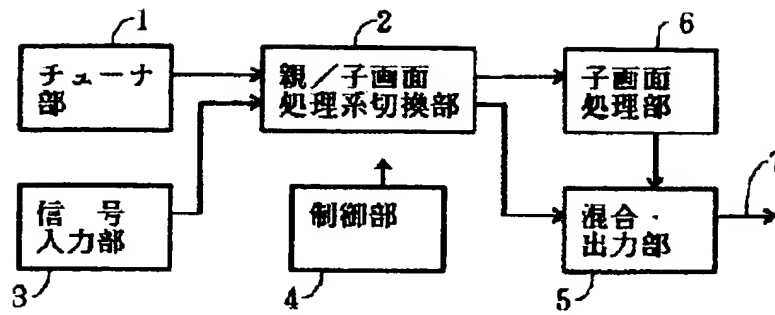 1
チューナ
部
2
親／子画面
処理系切換部
6
子画面
処理部
信 号
入力部
3
制御部
4
混合・
出力部
5